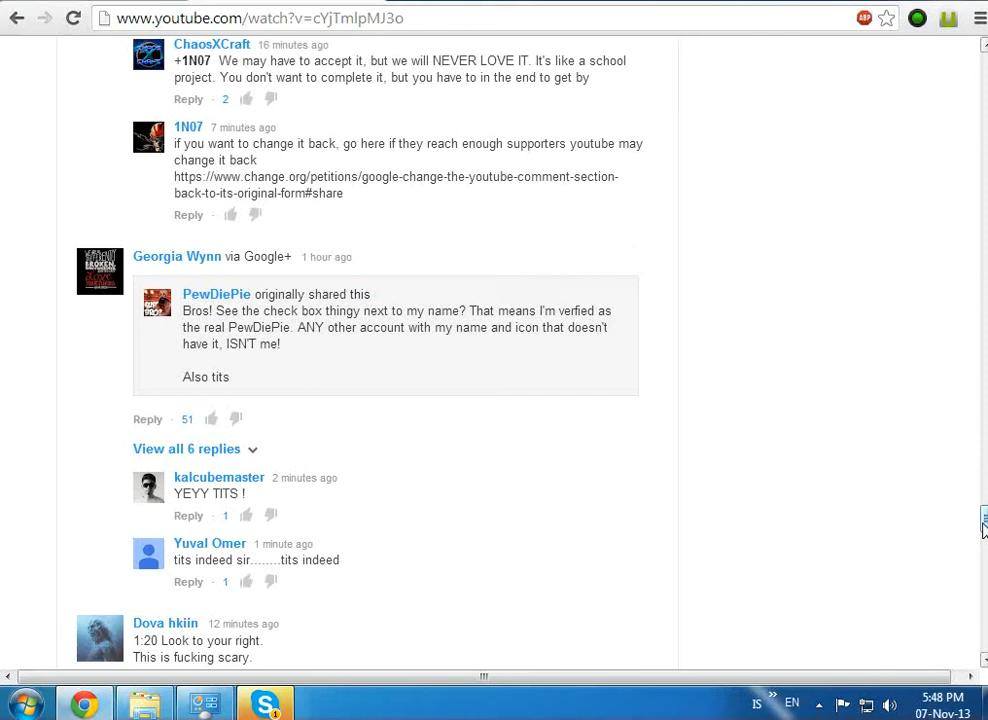 www.youtube.com/watch?v=cYjTmlpMJ3o
ABP
ChaosXCraft 16 minutes ago
+1N07 We may have to accept it, but we will NEVER LOVE IT. It's like a school
project. You don't want to complete it, but you have to in the end to get by
Reply · 2
1N07 7 minutes ago
if you want to change it back, go here if they reach enough supporters youtube may
change it back
https://www.change.org/petitions/google-change-the-youtube-comment-section-
back-to-its-original-form#share
Reply ·
Georgia Wynn via Google+ 1 hour ago
PewDiePie originally shared this
Bros! See the check box thingy next to my name? That means I'm verfied as
the real PewDiePie. ANY other account with my name and icon that doesn't
have it, ISN'T me!
Also tits
Reply · 51
View all 6 replies
kalcubemaster 2 minutes ago
YEYY TITS !
Reply · 1
Yuval Omer 1 minute ago
tits indeed sir........tits indeed
Reply · 1
Dova hkiin 12 minutes ago
1:20 Look to your right.
This is fucking scary.
IS EN 5:48 PM
07-Nov-13